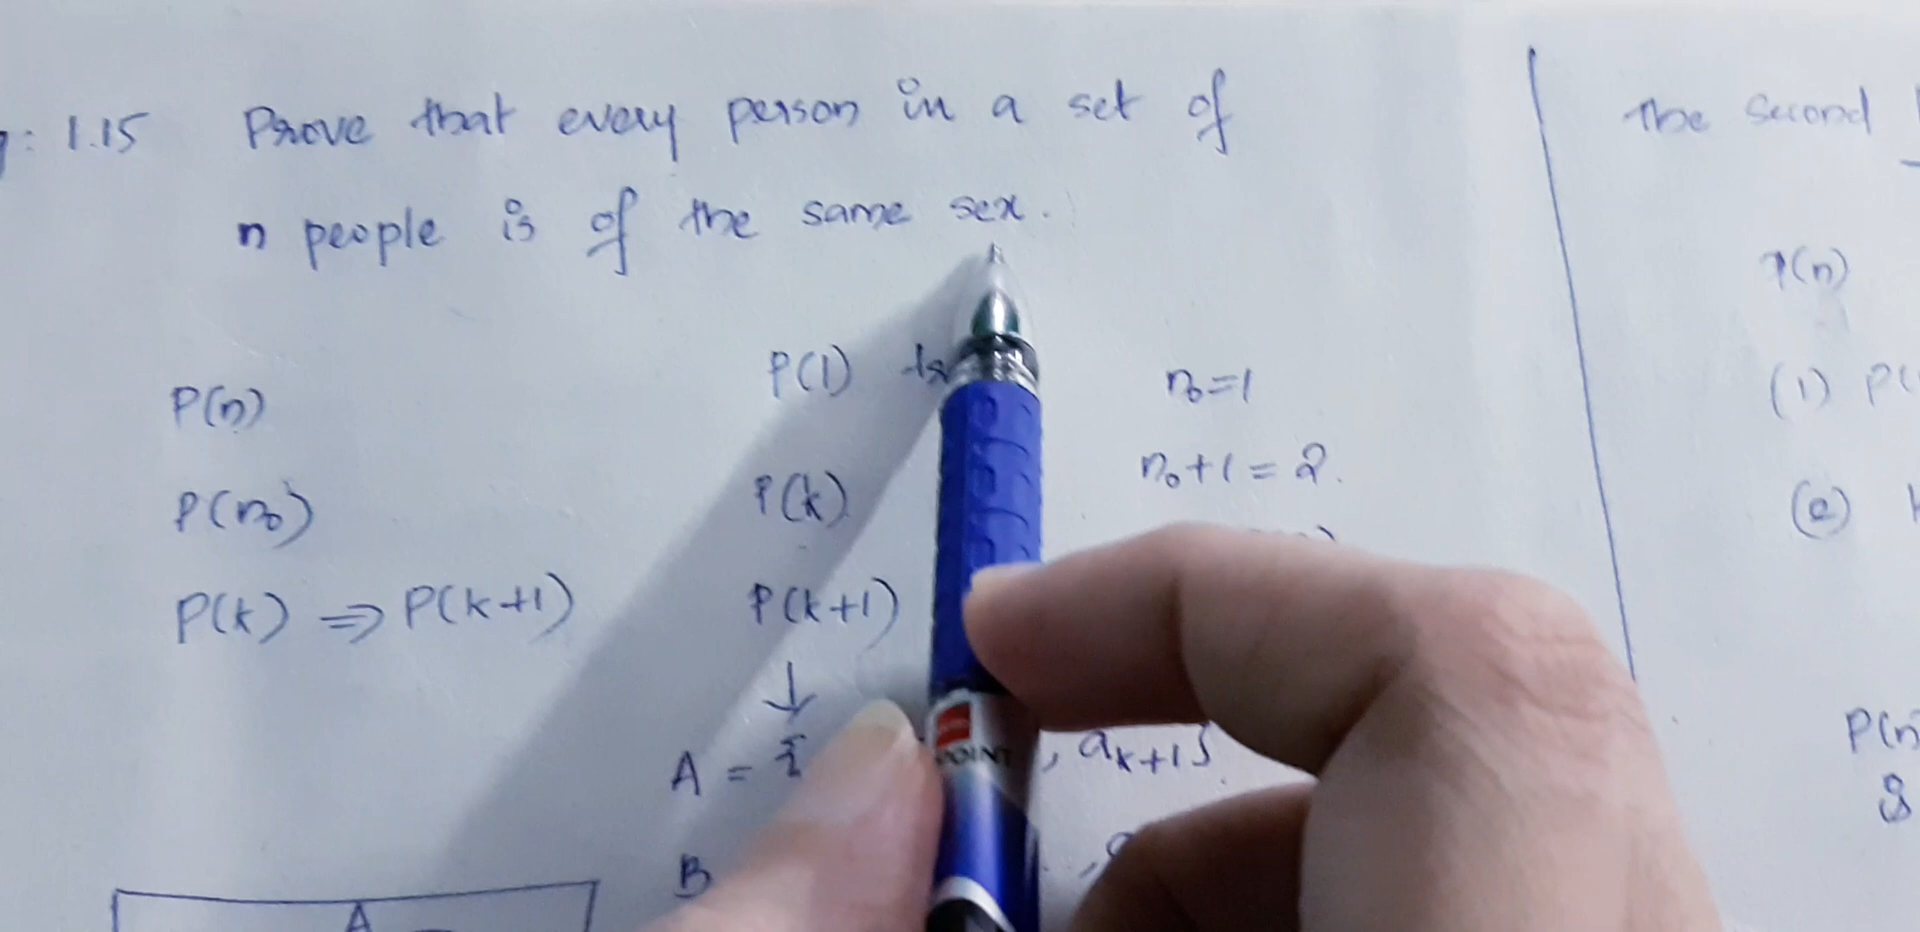 : 1.15 Prove that every person in a set of
n people is of the same sex.
P(n)
P(n₀)
P(k) ⇒ P(k+1)
P(1)
P(k)
P(k+1)
↓
A = {
, aₖ₊₁}.
B
n₀=1
n₀+1=2.
A
POINT
The second
(n)
(1) P(
P(n